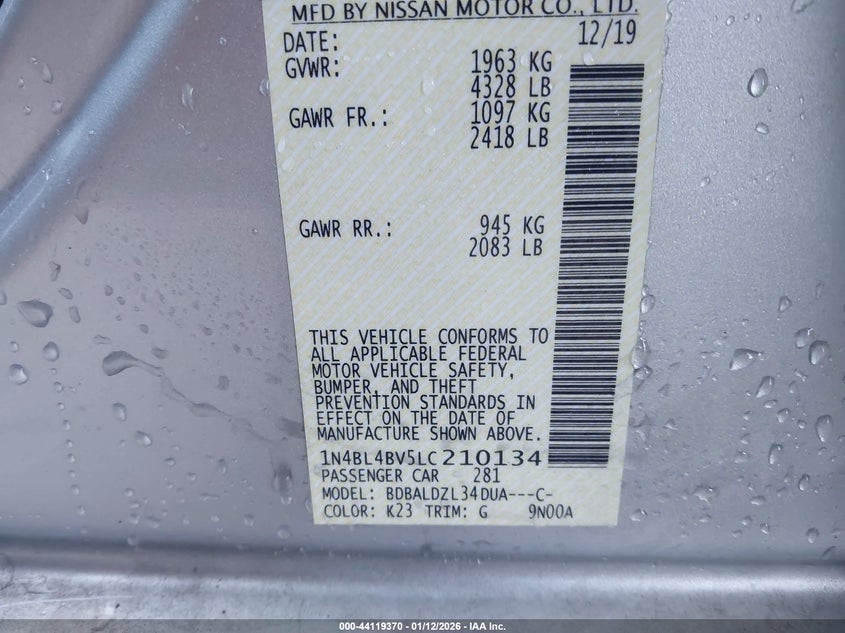 MFD BY NISSAN MOTOR CO., LTD.
DATE: 12/19
GVWR: 1963 KG
4328 LB
GAWR FR.: 1097 KG
2418 LB
GAWR RR.: 945 KG
2083 LB
THIS VEHICLE CONFORMS TO
ALL APPLICABLE FEDERAL
MOTOR VEHICLE SAFETY,
BUMPER, AND THEFT
PREVENTION STANDARDS IN
EFFECT ON THE DATE OF
MANUFACTURE SHOWN ABOVE.
1N4BL4BV5LC210134
PASSENGER CAR 281
MODEL: BDBALDZL34DUA---C-
COLOR: K23 TRIM: G 9N00A
000-44119370 - 01/12/2026 - IAA Inc.